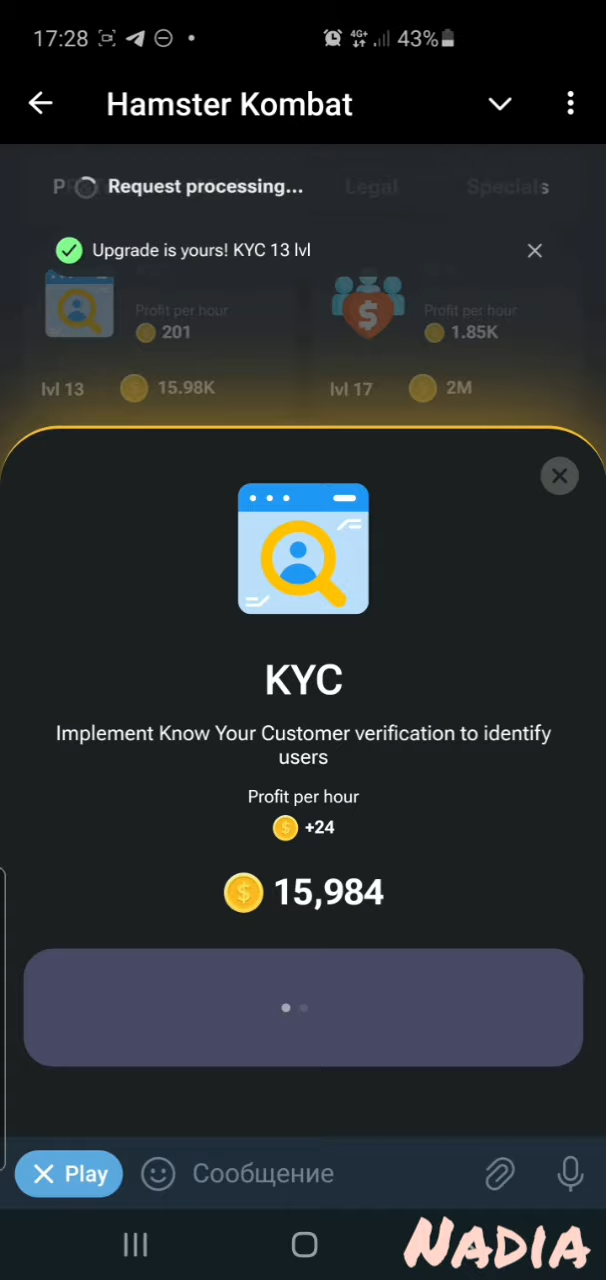 17:28 4G+ 43%
Hamster Kombat
Request processing... Legal Specials
Upgrade is yours! KYC 13 lvl
Profit per hour Profit per hour
201 1.85K
lvl 13 15.98K lvl 17 2M
KYC
Implement Know Your Customer verification to identify
users
Profit per hour
+24
15,984
Play Сообщение
NADIA